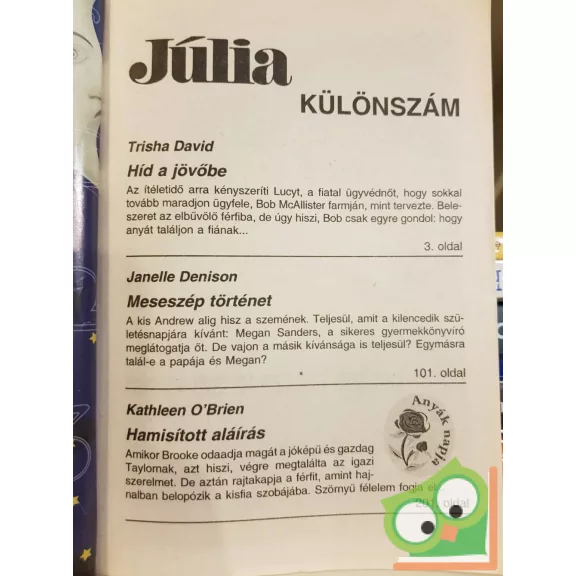 Júlia
KÜLÖNSZÁM
Trisha David
Híd a jövőbe
Az ítéletidő arra kényszeríti Lucyt, a fiatal ügyvédnőt, hogy sokkal
tovább maradjon ügyfele, Bob McAllister farmján, mint tervezte. Bele-
szeret az elbűvölő férfiba, de úgy hiszi, Bob csak egyre gondol: hogy
anyát találjon a fiának...
3. oldal
Janelle Denison
Meseszép történet
A kis Andrew alig hisz a szemének. Teljesül, amit a kilencedik szü-
letésnapjára kívánt: Megan Sanders, a sikeres gyermekkönyvíró
meglátogatja őt. De vajon a másik kívánsága is teljesül? Egymásra
talál-e a papája és Megan?
101. oldal
Kathleen O'Brien
Anyák napja
Hamisított aláírás
Amikor Brooke odaadja magát a jóképű és gazdag
Taylornak, azt hiszi, végre megtalálta az igazi
szerelmet. De aztán rajtakapja a férfit, amint haj-
nalban belopózik a kisfia szobájába. Szörnyű félelem fogja
201. oldal